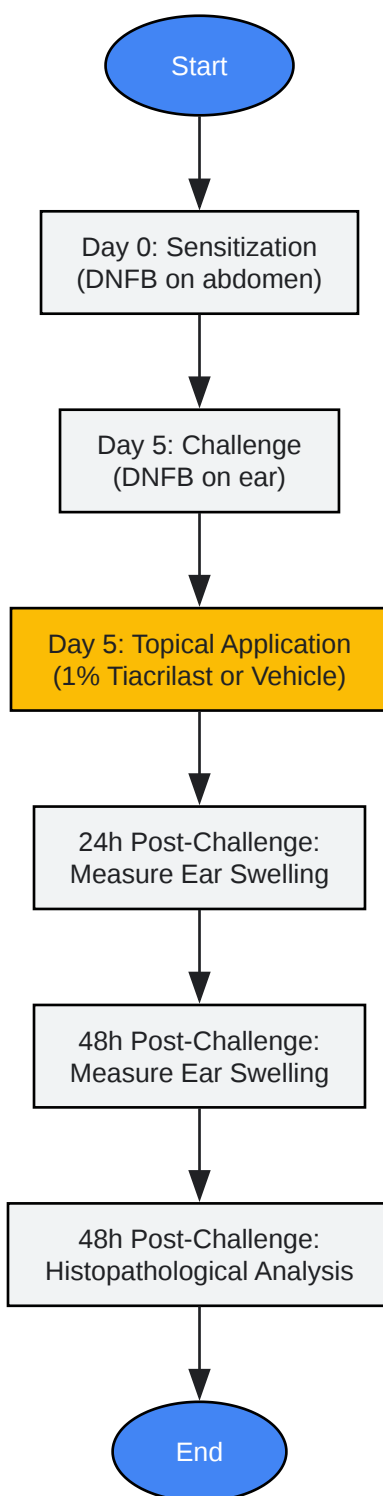 Start
Day 0: Sensitization
(DNFB on abdomen)
Day 5: Challenge
(DNFB on ear)
Day 5: Topical Application
(1% Tiacrilast or Vehicle)
24h Post-Challenge:
Measure Ear Swelling
48h Post-Challenge:
Measure Ear Swelling
48h Post-Challenge:
Histopathological Analysis
End